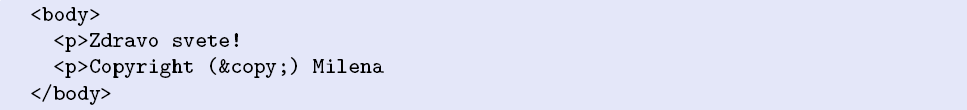 <body>
<p>Zdravo svete!
<p>Copyright (&copy;) Milena
</body>